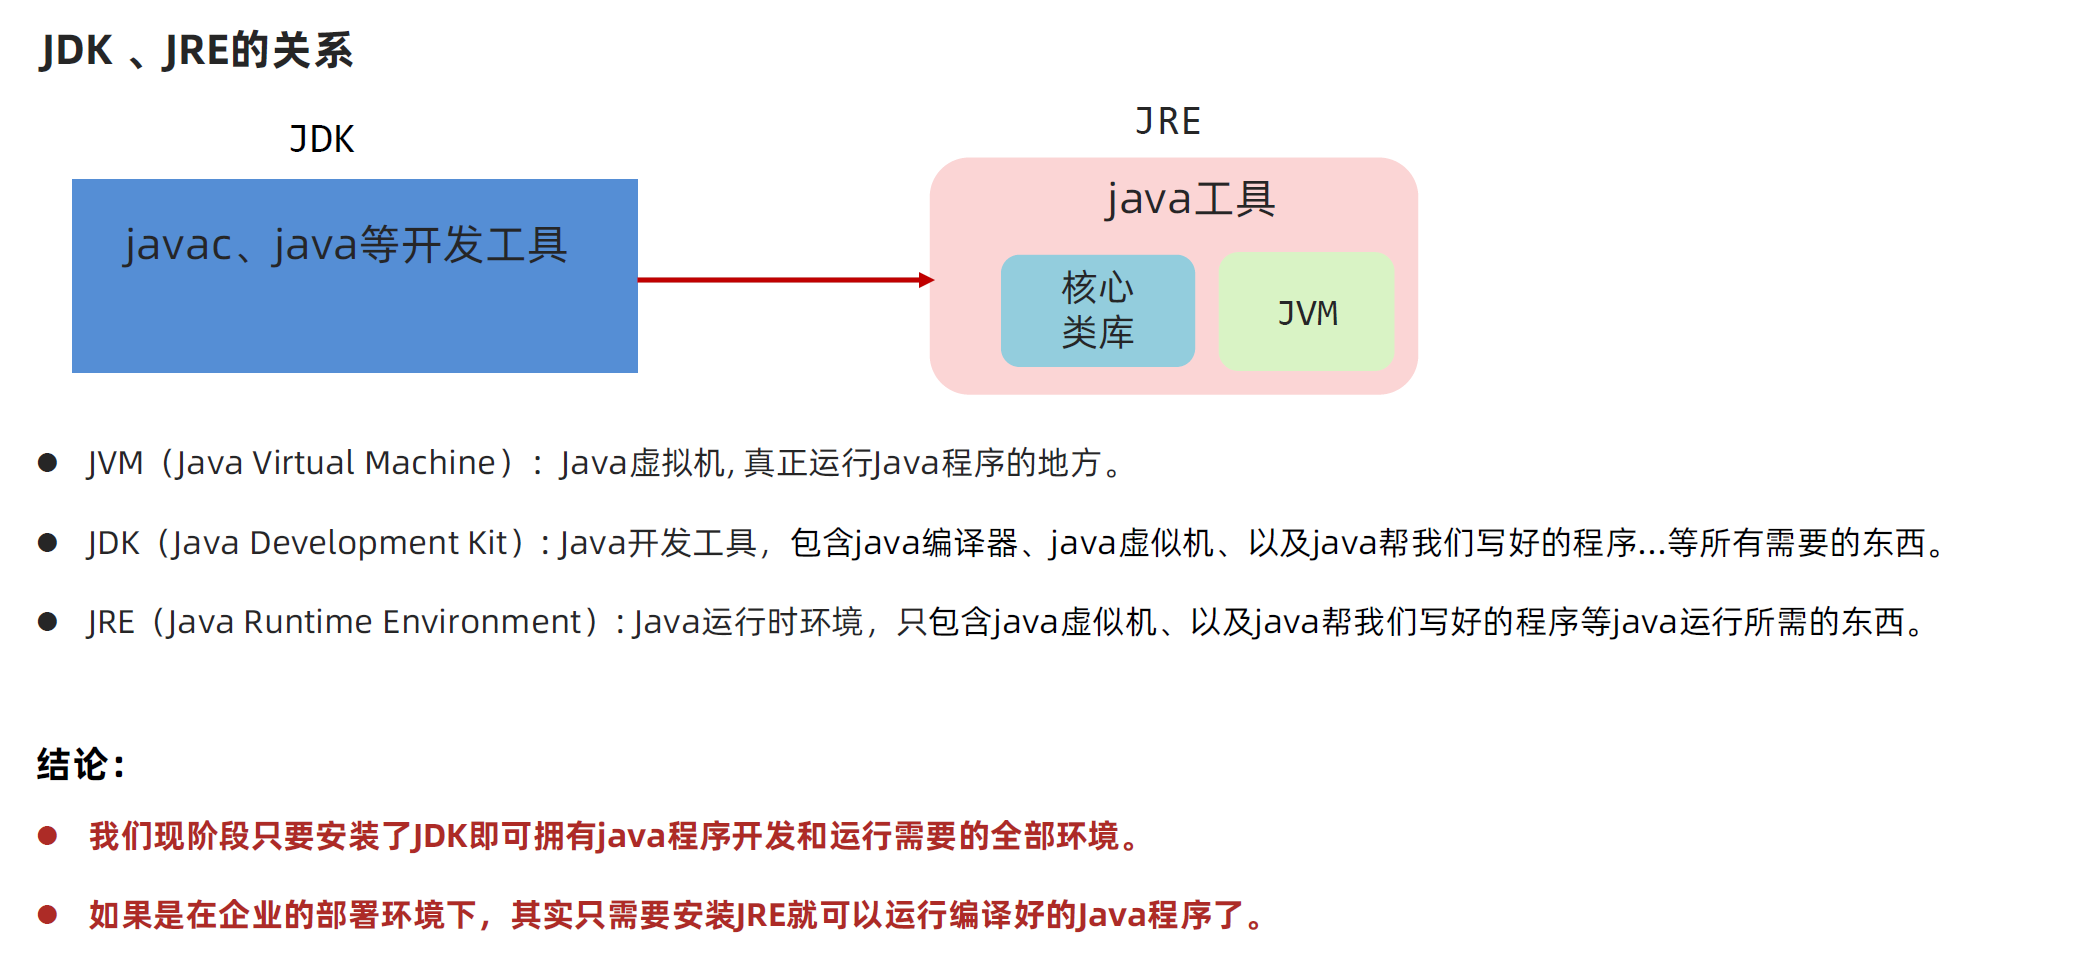 JDK 、JRE的关系
JDK
JRE
javac、java等开发工具
java工具
核心
类库
JVM
● JVM（Java Virtual Machine）：Java虚拟机, 真正运行Java程序的地方。
● JDK（Java Development Kit）: Java开发工具，包含java编译器、java虚似机、以及java帮我们写好的程序...等所有需要的东西。
● JRE（Java Runtime Environment）: Java运行时环境，只包含java虚似机、以及java帮我们写好的程序等java运行所需的东西。
结论：
● 我们现阶段只要安装了JDK即可拥有java程序开发和运行需要的全部环境。
● 如果是在企业的部署环境下，其实只需要安装JRE就可以运行编译好的Java程序了。